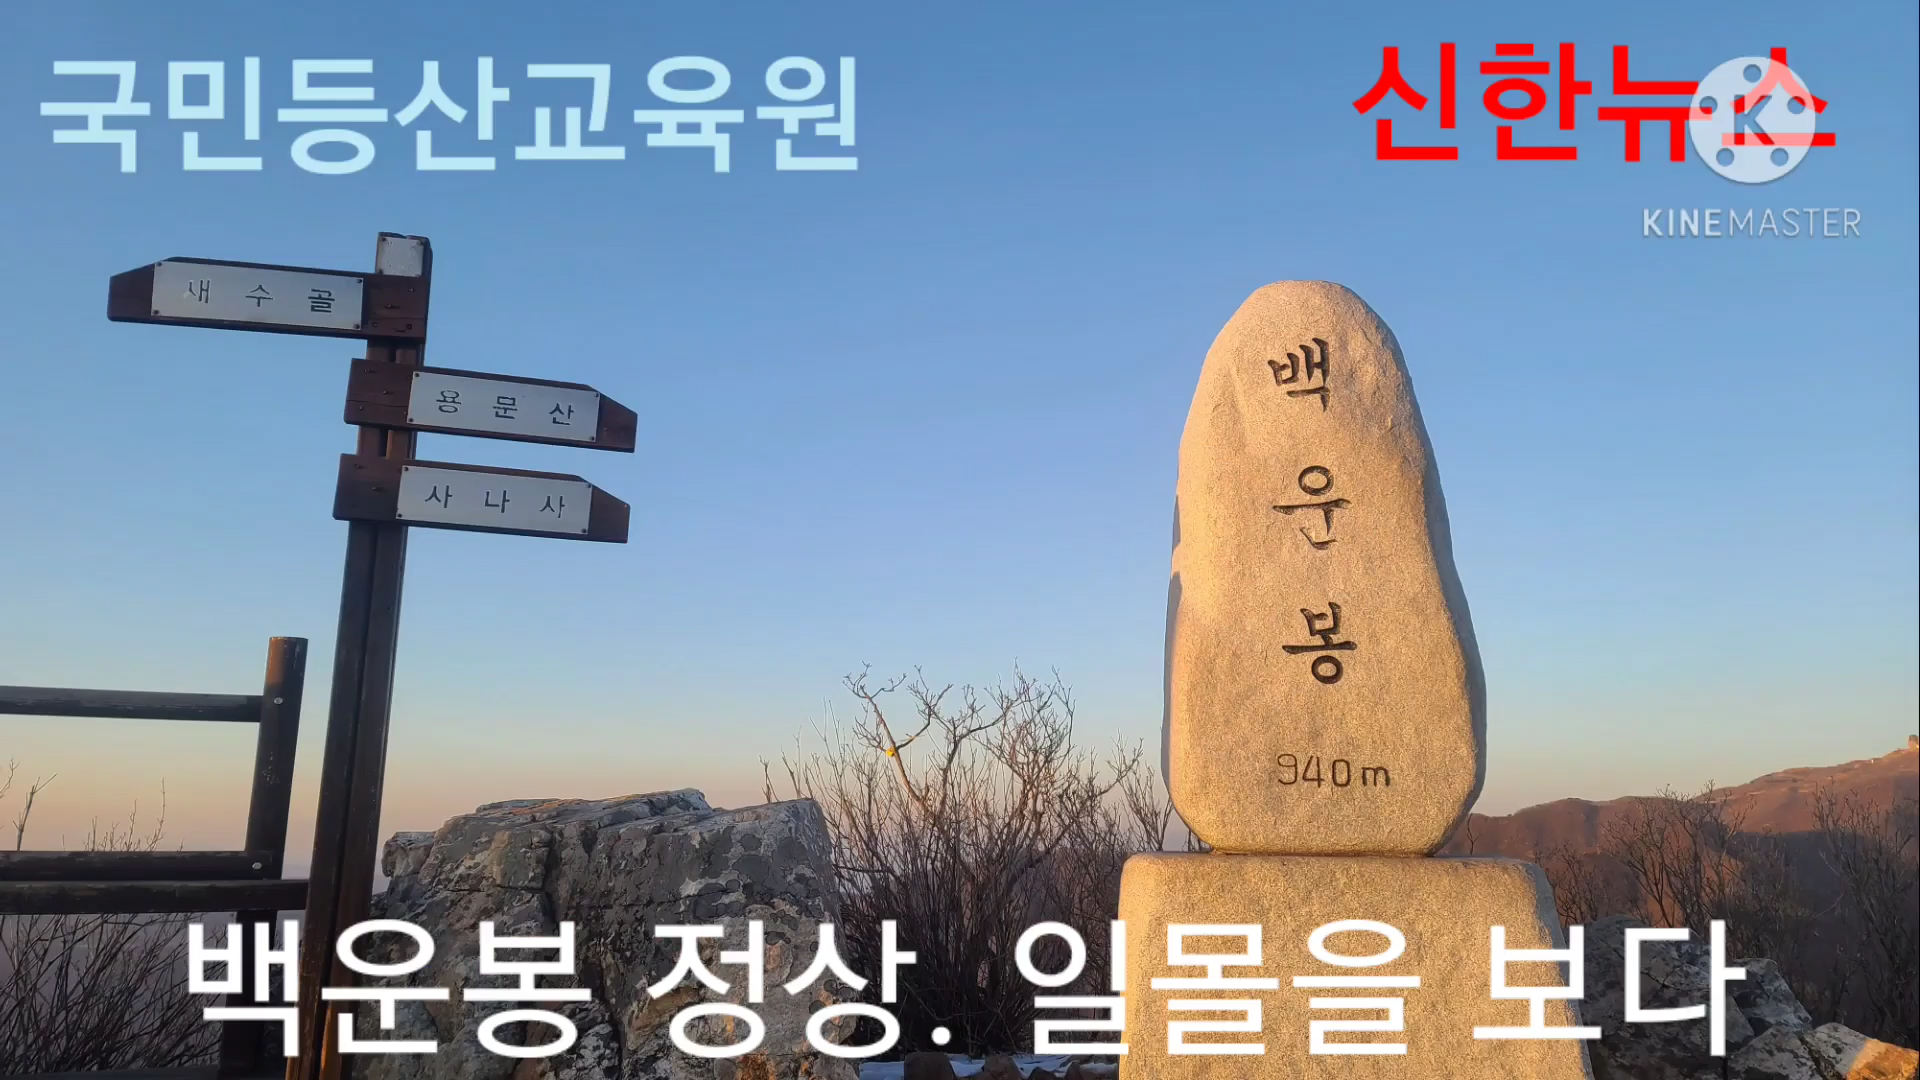 국민등산교육원
신한뉴스
KINEMASTER
새수골
용문산
사나사
백
운
봉
940m
백운봉 정상. 일몰을 보다